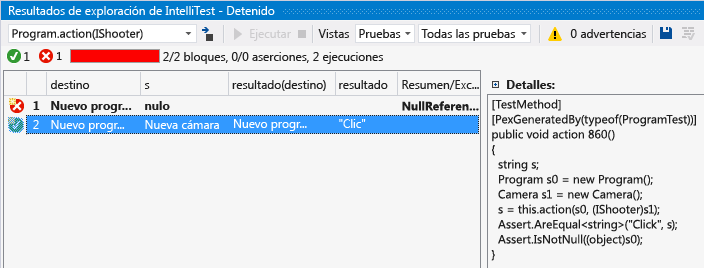 Resultados de exploración de IntelliTest - Detenido
Program.action(IShooter) Ejecutar Vistas Pruebas Todas las pruebas 0 advertencias
1 1 2/2 bloques, 0/0 aserciones, 2 ejecuciones
destino s resultado(destino) resultado Resumen/Exc...
1 Nuevo progr... nulo NullReferen...
2 Nuevo progr... Nueva cámara Nuevo progr... "Clic"
Detalles:
[TestMethod]
[PexGeneratedBy(typeof(ProgramTest))]
public void action 860()
{
string s;
Program s0 = new Program();
Camera s1 = new Camera();
s = this.action(s0, (IShooter)s1);
Assert.AreEqual<string>("Click", s);
Assert.IsNotNull((object)s0);
}